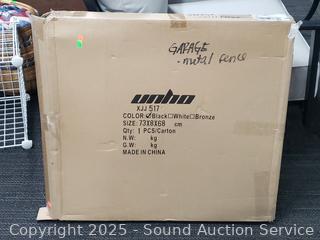 GARAGE
- metal fence
unho
XJJ 517
COLOR ☑Black☐White☐Bronze
SIZE: 73X8X68 cm
Qty: 1 PCS/Carton
N.W: kg
G.W: kg
MADE IN CHINA
Copyright 2025 - Sound Auction Service